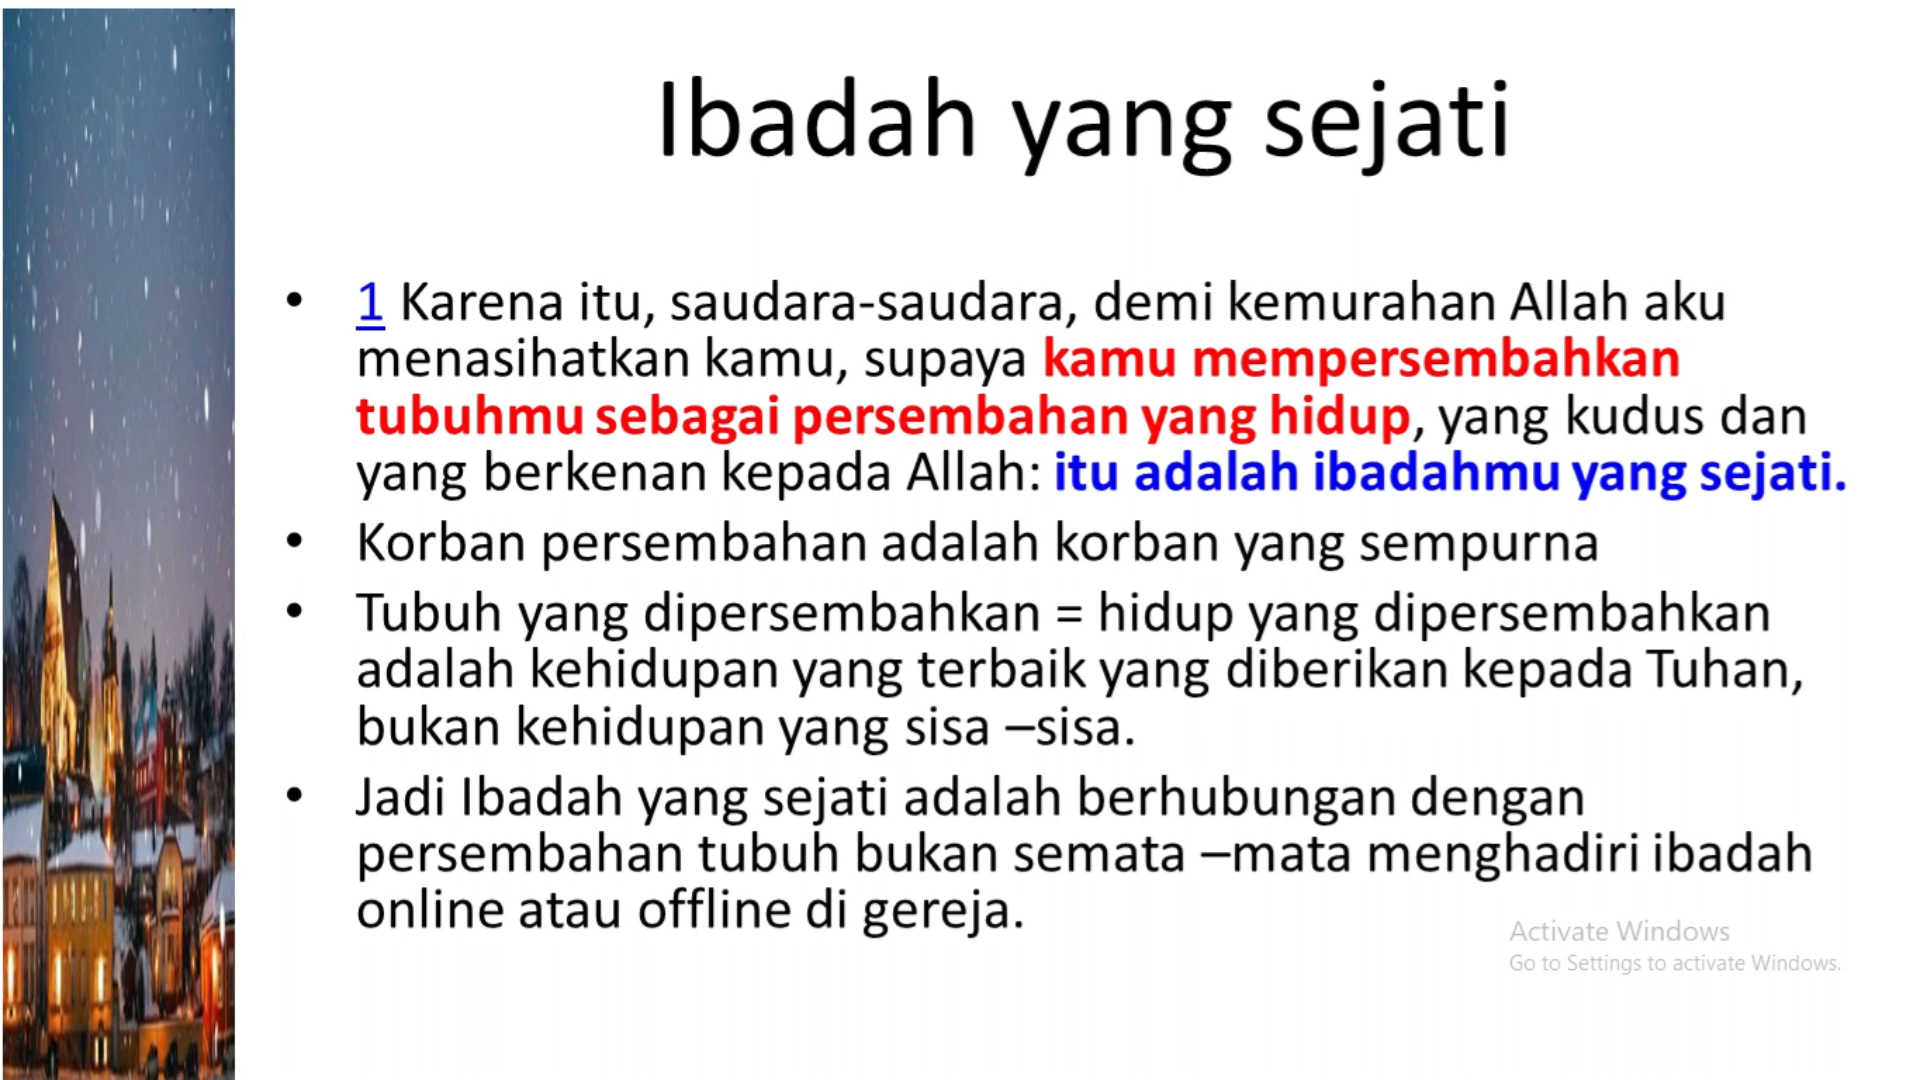 Ibadah yang sejati
• 1 Karena itu, saudara-saudara, demi kemurahan Allah aku
menasihatkan kamu, supaya kamu mempersembahkan
tubuhmu sebagai persembahan yang hidup, yang kudus dan
yang berkenan kepada Allah: itu adalah ibadahmu yang sejati.
• Korban persembahan adalah korban yang sempurna
• Tubuh yang dipersembahkan = hidup yang dipersembahkan
adalah kehidupan yang terbaik yang diberikan kepada Tuhan,
bukan kehidupan yang sisa –sisa.
• Jadi Ibadah yang sejati adalah berhubungan dengan
persembahan tubuh bukan semata –mata menghadiri ibadah
online atau offline di gereja.
Activate Windows
Go to Settings to activate Windows.